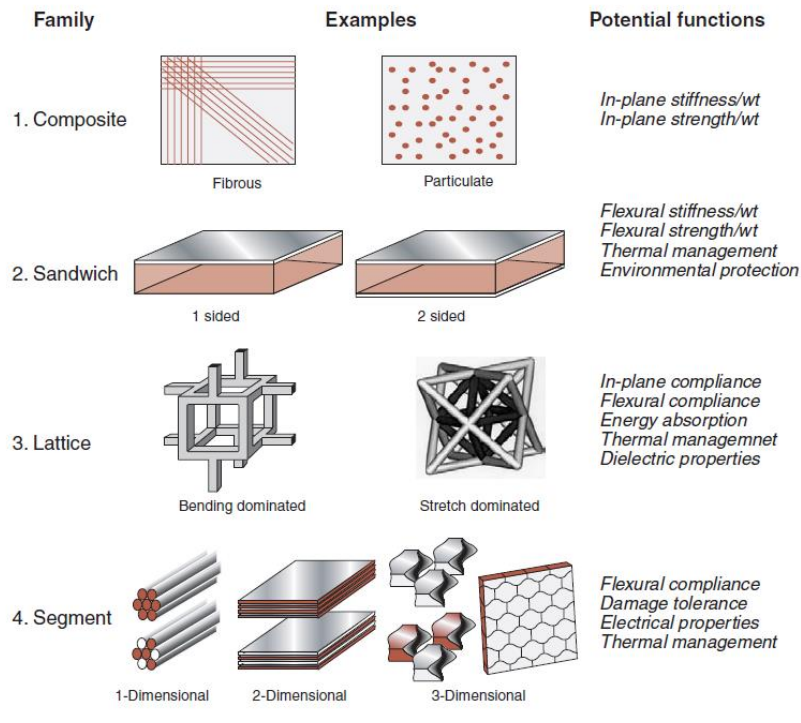 Family Examples Potential functions
1. Composite
Fibrous
Particulate
In-plane stiffness/wt
In-plane strength/wt
2. Sandwich
1 sided
2 sided
Flexural stiffness/wt
Flexural strength/wt
Thermal management
Environmental protection
3. Lattice
Bending dominated
Stretch dominated
In-plane compliance
Flexural compliance
Energy absorption
Thermal managemnet
Dielectric properties
4. Segment
1-Dimensional
2-Dimensional
3-Dimensional
Flexural compliance
Damage tolerance
Electrical properties
Thermal management